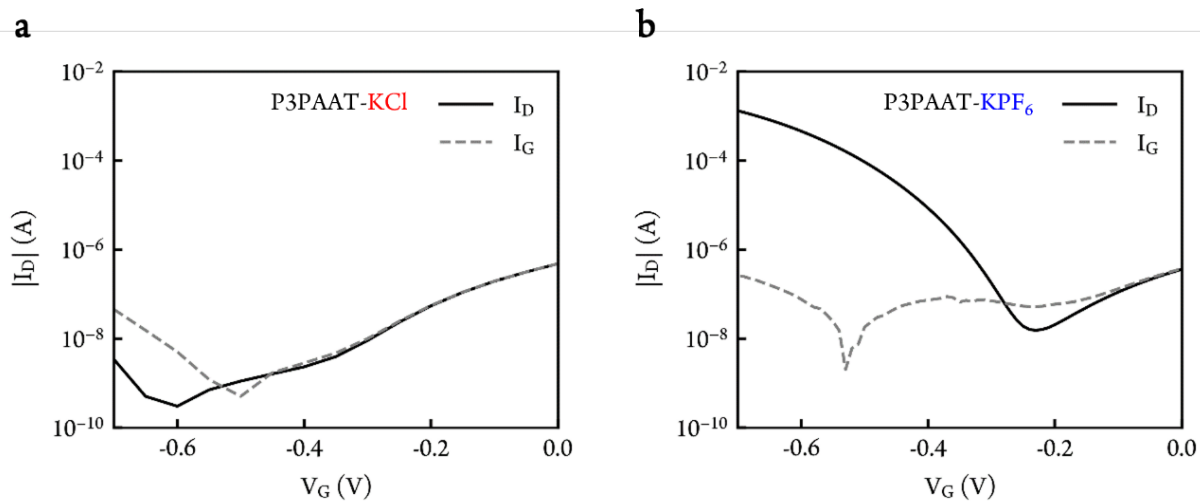 a
10⁻²
P3PAAT-KCl
I_D
I_G
10⁻⁴
|I_D| (A)
10⁻⁶
10⁻⁸
10⁻¹⁰
-0.6
-0.4
-0.2
0.0
V_G (V)
b
10⁻²
P3PAAT-KPF₆
I_D
I_G
10⁻⁴
|I_D| (A)
10⁻⁶
10⁻⁸
10⁻¹⁰
-0.6
-0.4
-0.2
0.0
V_G (V)